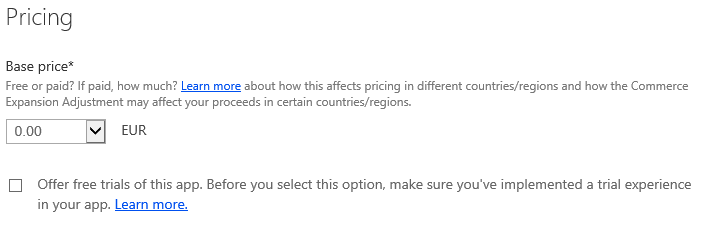 Pricing
Base price*
Free or paid? If paid, how much? Learn more about how this affects pricing in different countries/regions and how the Commerce
Expansion Adjustment may affect your proceeds in certain countries/regions.
0.00 EUR
Offer free trials of this app. Before you select this option, make sure you've implemented a trial experience
in your app. Learn more.